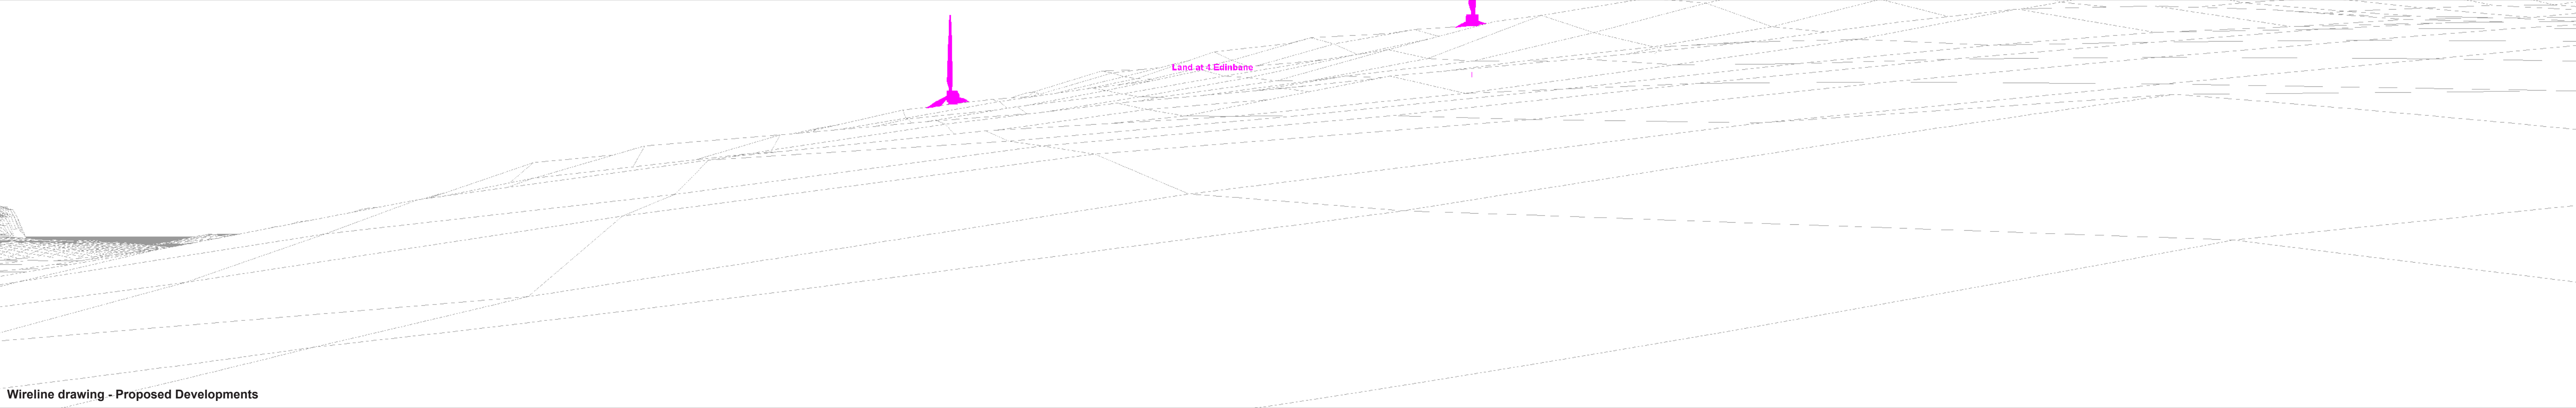 Land at 4 Edinbane
Wireline drawing - Proposed Developments